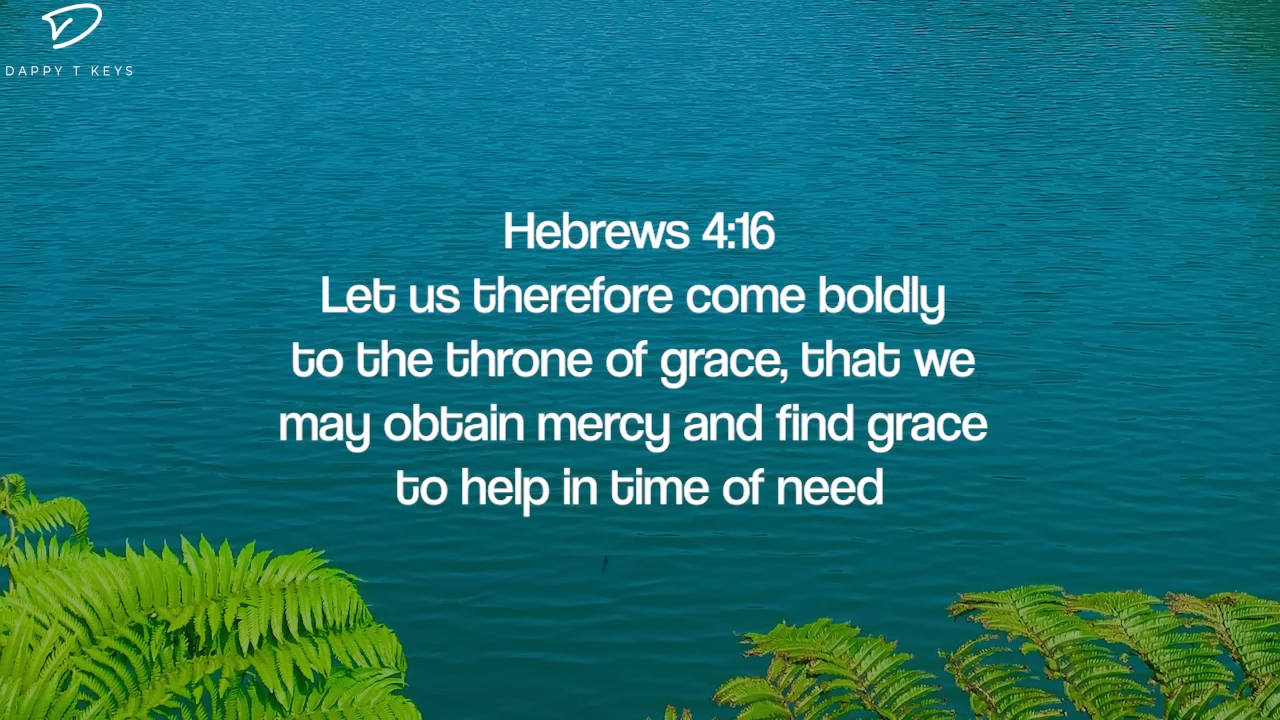 DAPPY T KEYS
Hebrews 4:16
Let us therefore come boldly
to the throne of grace, that we
may obtain mercy and find grace
to help in time of need